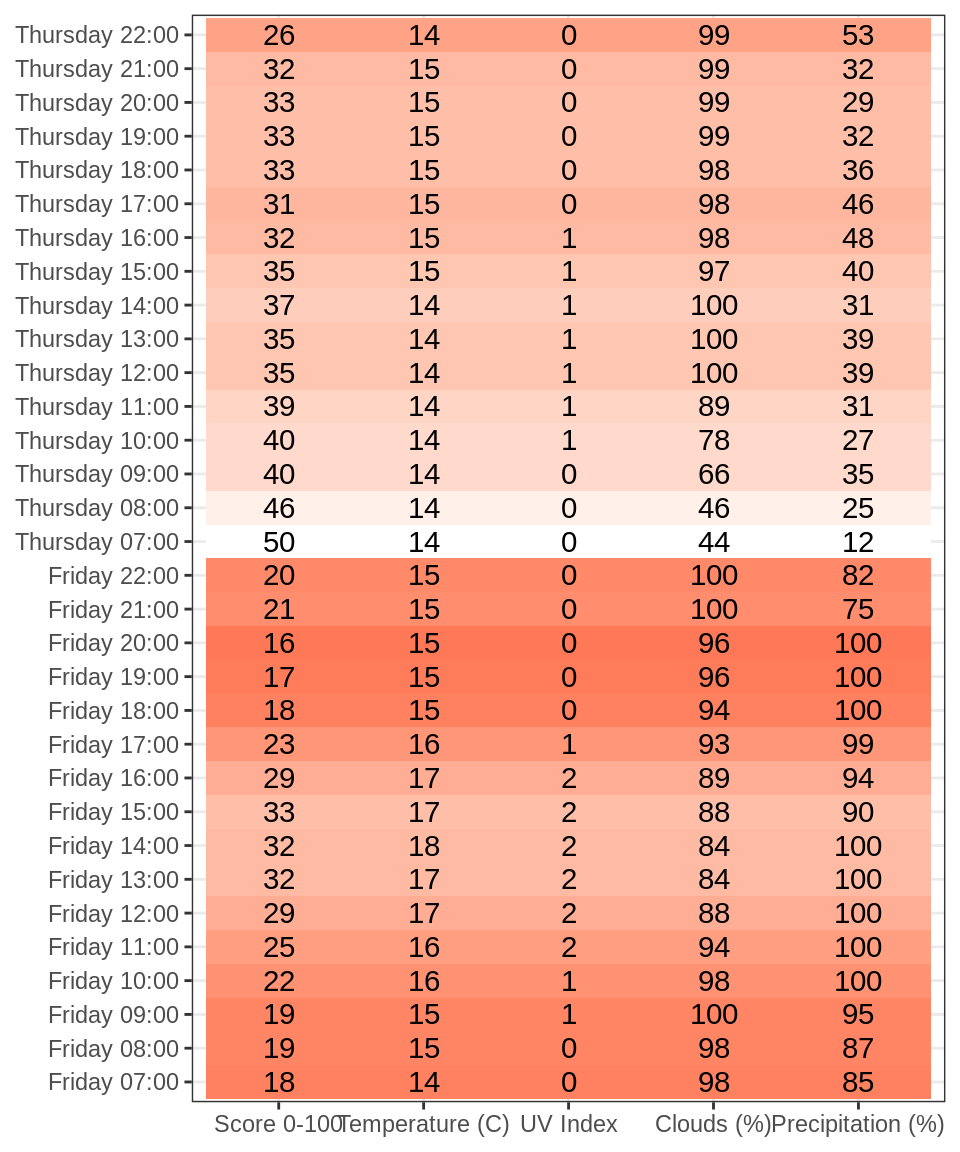 Thursday 22:00 26 14 0 99 53
Thursday 21:00 32 15 0 99 32
Thursday 20:00 33 15 0 99 29
Thursday 19:00 33 15 0 99 32
Thursday 18:00 33 15 0 98 36
Thursday 17:00 31 15 0 98 46
Thursday 16:00 32 15 1 98 48
Thursday 15:00 35 15 1 97 40
Thursday 14:00 37 14 1 100 31
Thursday 13:00 35 14 1 100 39
Thursday 12:00 35 14 1 100 39
Thursday 11:00 39 14 1 89 31
Thursday 10:00 40 14 1 78 27
Thursday 09:00 40 14 0 66 35
Thursday 08:00 46 14 0 46 25
Thursday 07:00 50 14 0 44 12
Friday 22:00 20 15 0 100 82
Friday 21:00 21 15 0 100 75
Friday 20:00 16 15 0 96 100
Friday 19:00 17 15 0 96 100
Friday 18:00 18 15 0 94 100
Friday 17:00 23 16 1 93 99
Friday 16:00 29 17 2 89 94
Friday 15:00 33 17 2 88 90
Friday 14:00 32 18 2 84 100
Friday 13:00 32 17 2 84 100
Friday 12:00 29 17 2 88 100
Friday 11:00 25 16 2 94 100
Friday 10:00 22 16 1 98 100
Friday 09:00 19 15 1 100 95
Friday 08:00 19 15 0 98 87
Friday 07:00 18 14 0 98 85
Score 0-100 Temperature (C) UV Index Clouds (%) Precipitation (%)